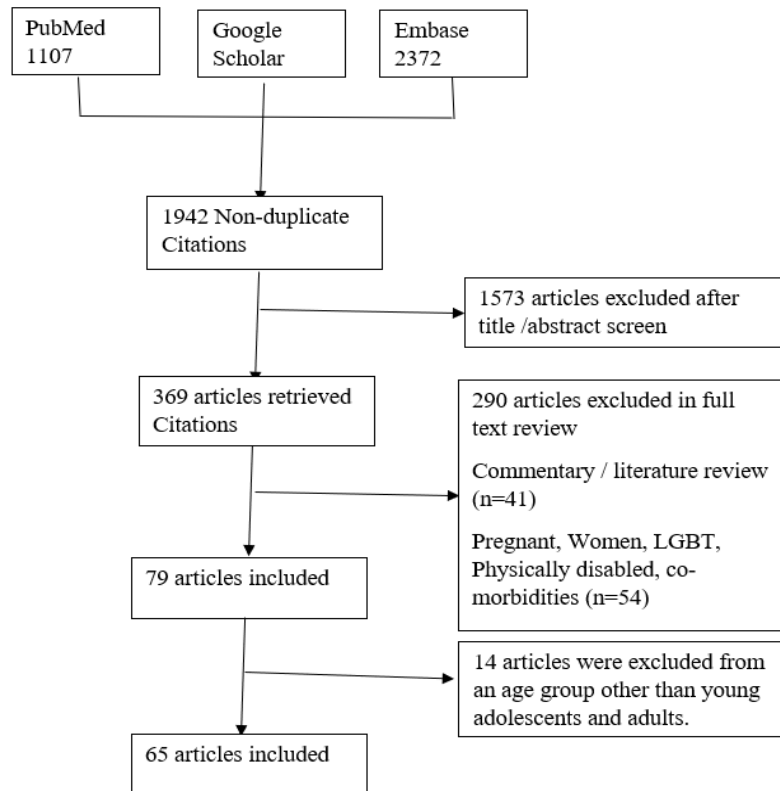 PubMed
1107
Google
Scholar
Embase
2372
1942 Non-duplicate
Citations
1573 articles excluded after
title /abstract screen
369 articles retrieved
Citations
290 articles excluded in full
text review
Commentary / literature review
(n=41)
Pregnant, Women, LGBT,
Physically disabled, co-
morbidities (n=54)
79 articles included
14 articles were excluded from
an age group other than young
adolescents and adults.
65 articles included